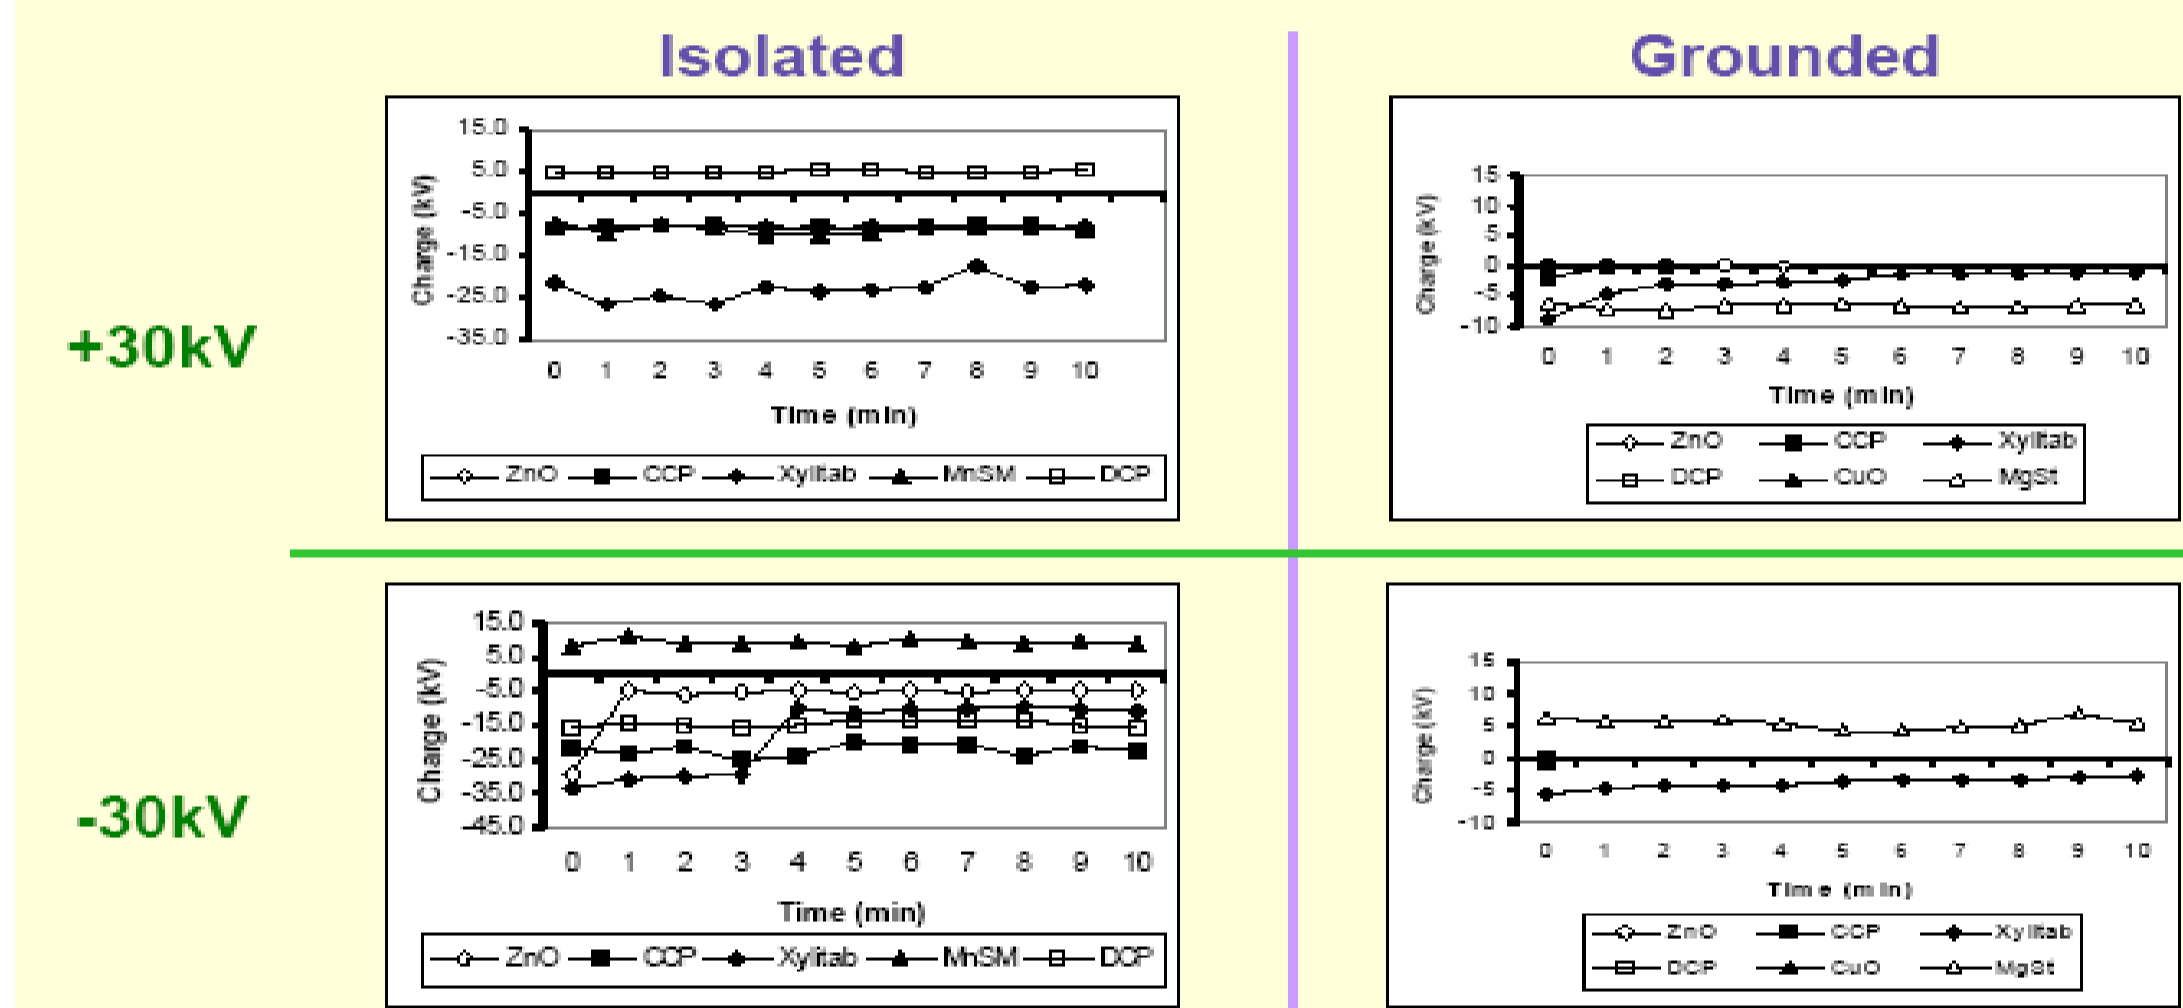 Isolated
Grounded
+30kV
15.0
5.0
-5.0
-15.0
-25.0
-35.0
Charge (kV)
0 1 2 3 4 5 6 7 8 9 10
Time (min)
ZnO CCP Xylitab MnSM DCP
15
10
5
0
-5
-10
Charge (kV)
0 1 2 3 4 5 6 7 8 9 10
Time (min)
ZnO CCP Xylitab
DCP CuO MgSt
-30kV
15.0
5.0
-5.0
-15.0
-25.0
-35.0
-45.0
Charge (kV)
0 1 2 3 4 5 6 7 8 9 10
Time (min)
ZnO CCP Xylitab MnSM DCP
15
10
5
0
-5
-10
Charge (kV)
0 1 2 3 4 5 6 7 8 9 10
Time (min)
ZnO CCP Xylitab
DCP CuO MgSt